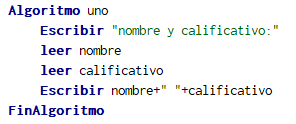 Algoritmo uno
    Escribir "nombre y calificativo:"
    leer nombre
    leer calificativo
    Escribir nombre+" "+calificativo
FinAlgoritmo